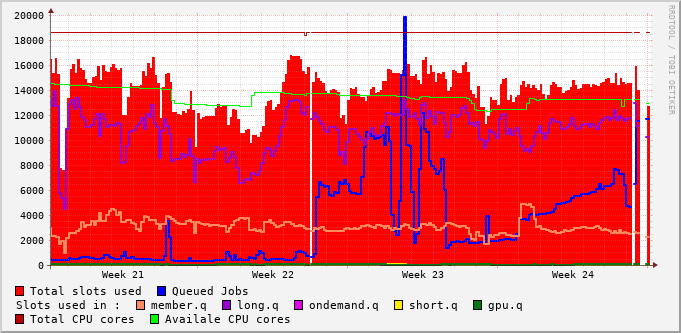 20000
18000
16000
14000
12000
10000
8000
6000
4000
2000
0
Week 21 Week 22 Week 23 Week 24
RRDTOOL / TOBI OETIKER
Total slots used Queued Jobs
Slots used in : member.q long.q ondemand.q short.q gpu.q
Total CPU cores Availale CPU cores